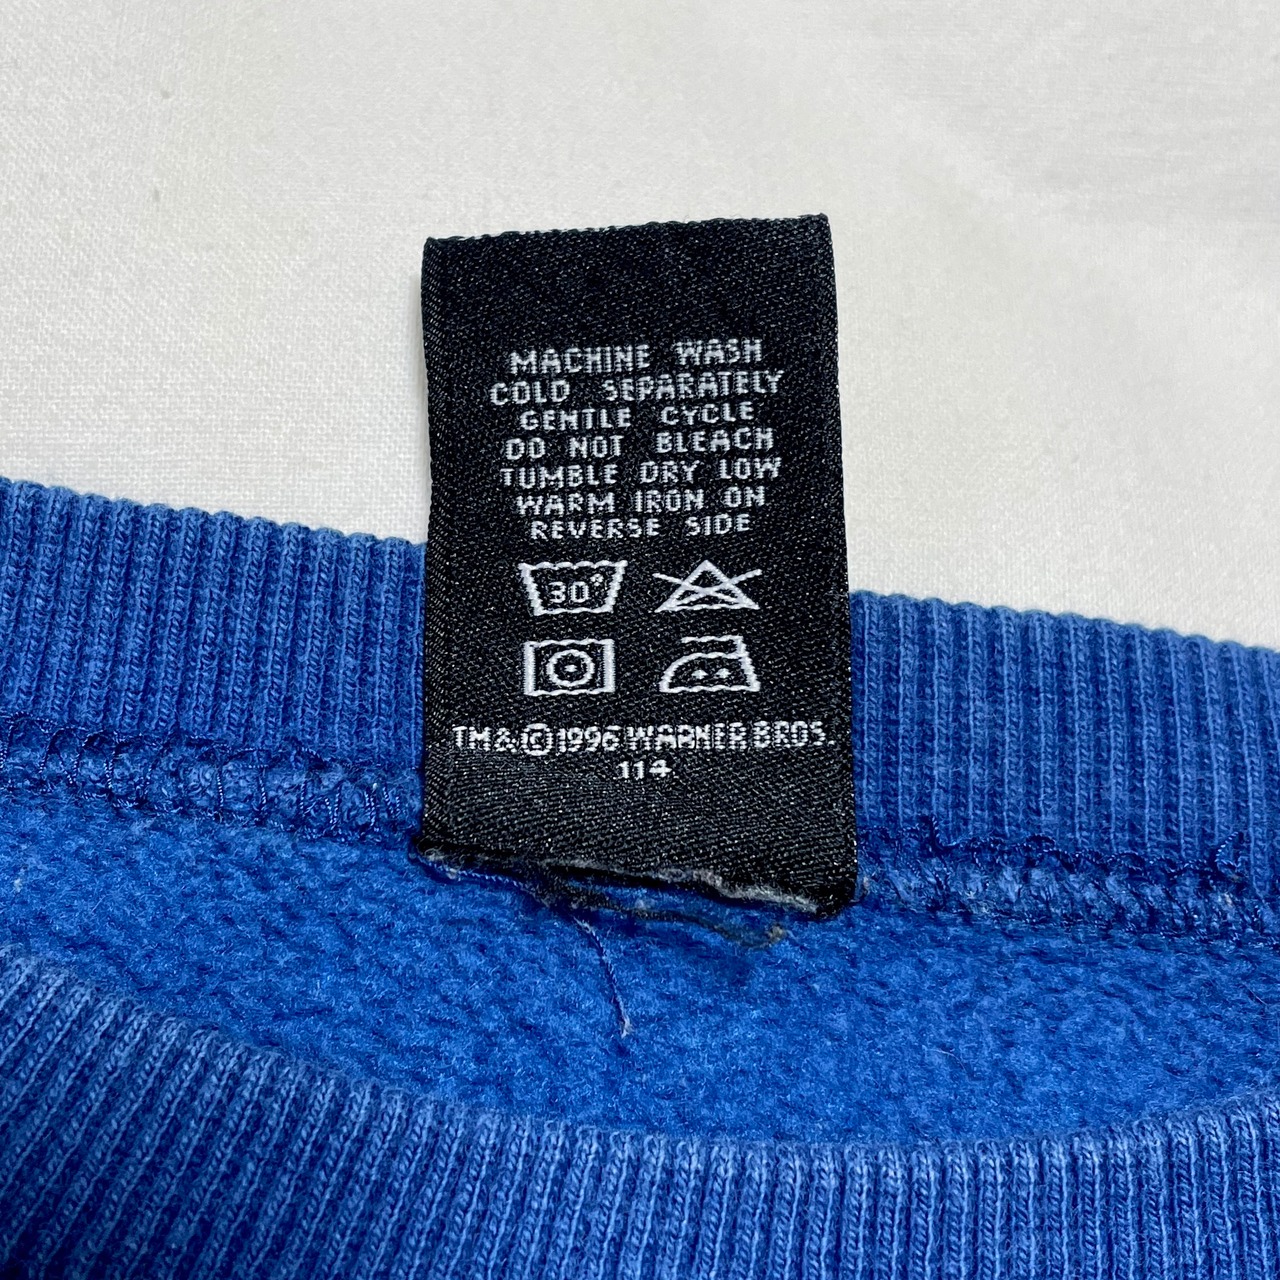 MACHINE WASH
COLD SEPARATELY
GENTLE CYCLE
DO NOT BLEACH
TUMBLE DRY LOW
WARM IRON ON
REVERSE SIDE
30°
TM&©1996 WARNER BROS.
114